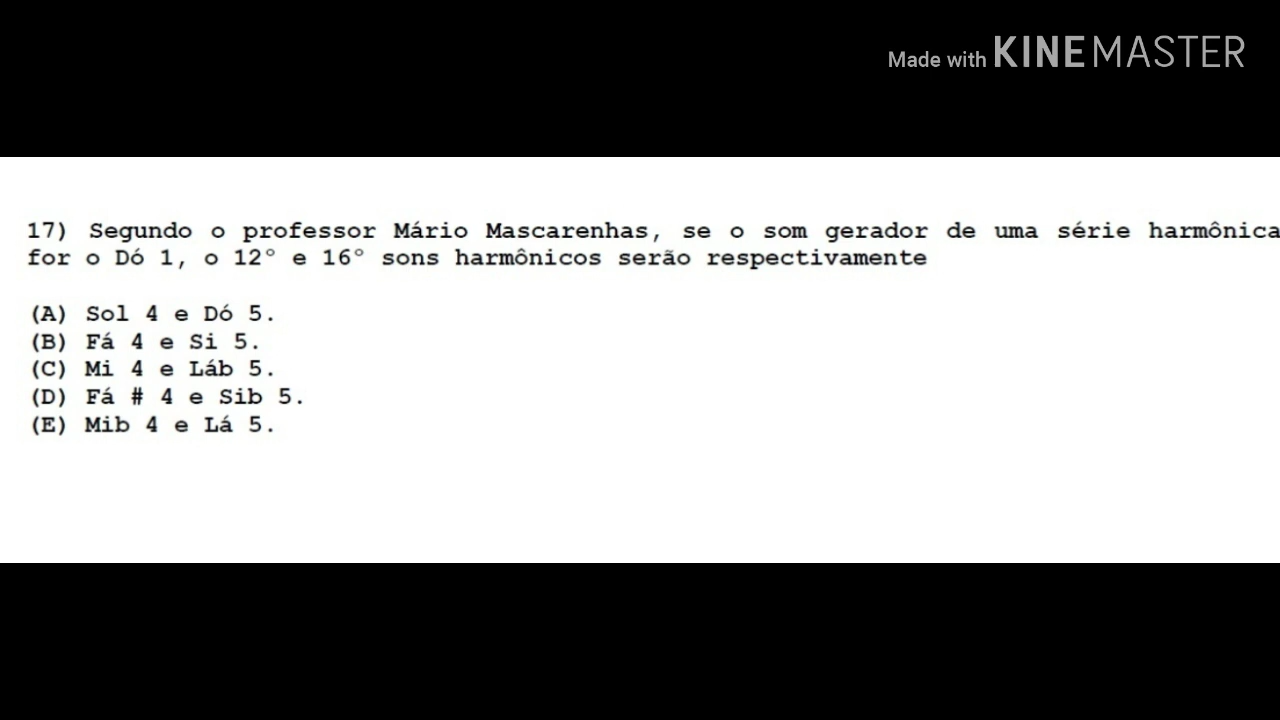 Made with KINEMASTER
17) Segundo o professor Mário Mascarenhas, se o som gerador de uma série harmônica
for o Dó 1, o 12° e 16° sons harmônicos serão respectivamente
(A) Sol 4 e Dó 5.
(B) Fá 4 e Si 5.
(C) Mi 4 e Láb 5.
(D) Fá # 4 e Sib 5.
(E) Mib 4 e Lá 5.